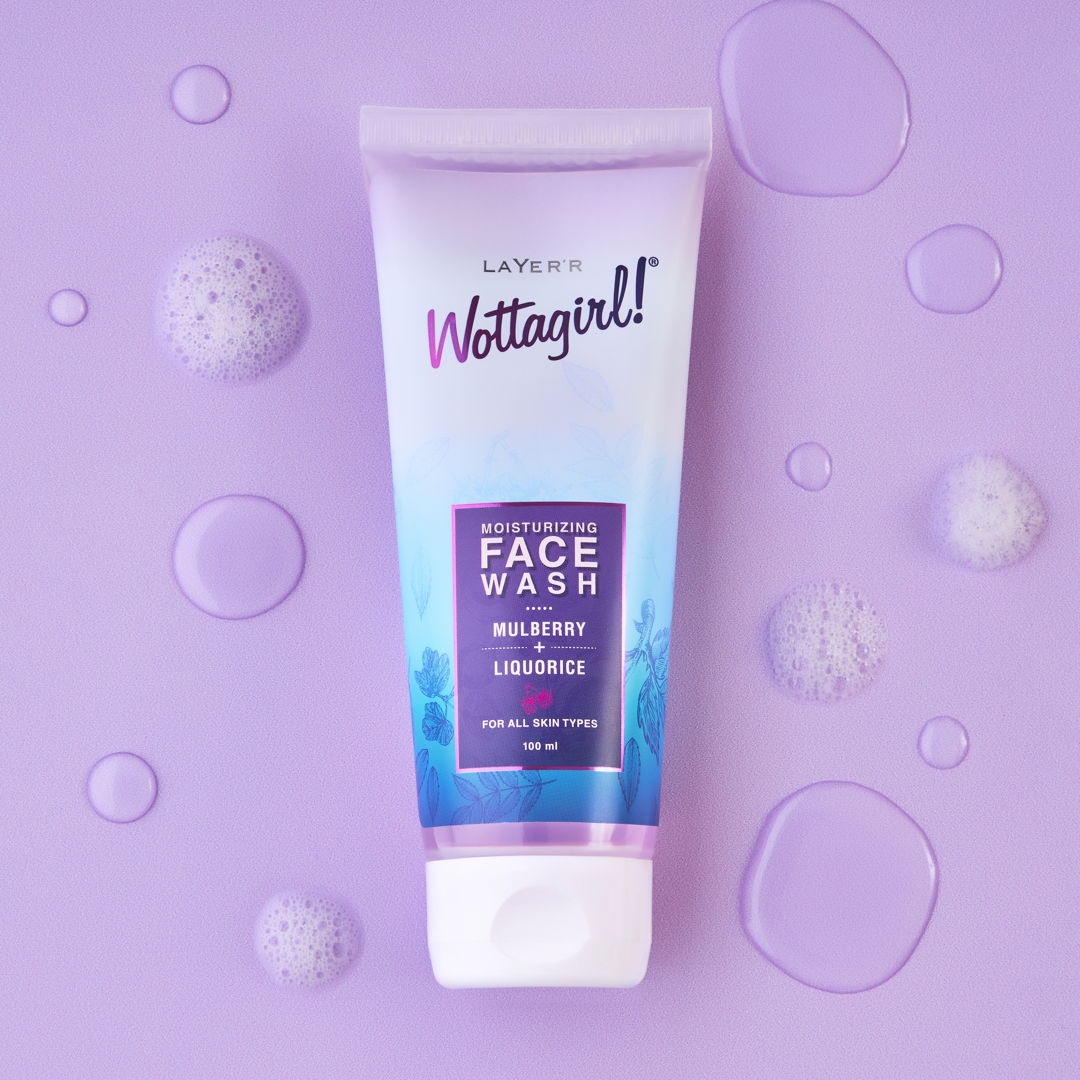 LAYER'R
Wottagirl!®
MOISTURIZING
FACE
WASH
MULBERRY
+
LIQUORICE
FOR ALL SKIN TYPES
100 ml